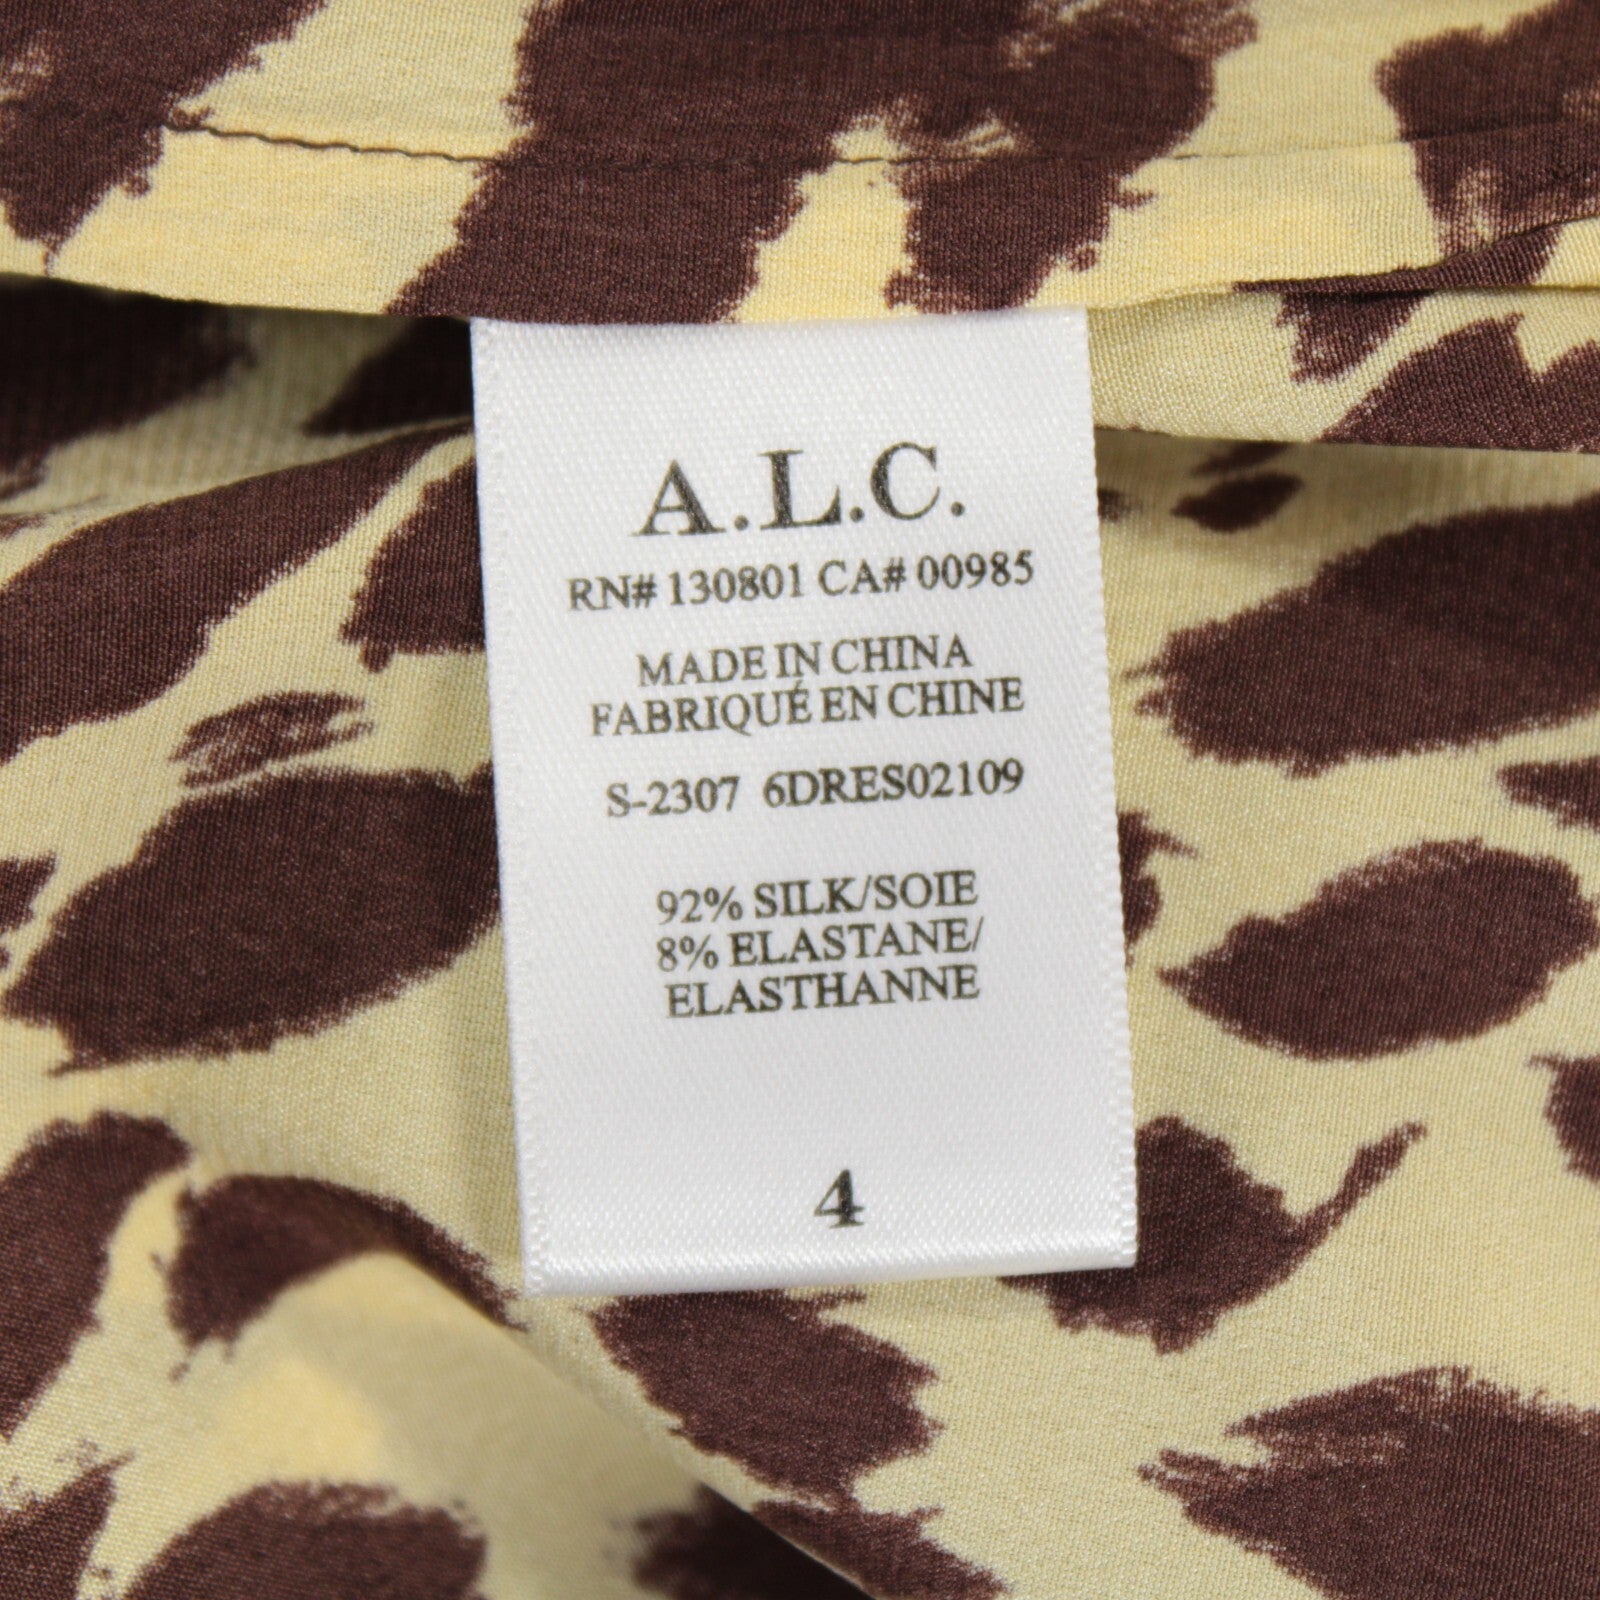 A.L.C.
RN# 130801 CA# 00985
MADE IN CHINA
FABRIQUÉ EN CHINE
S-2307 6DRES02109
92% SILK/SOIE
8% ELASTANE/
ELASTHANNE
4